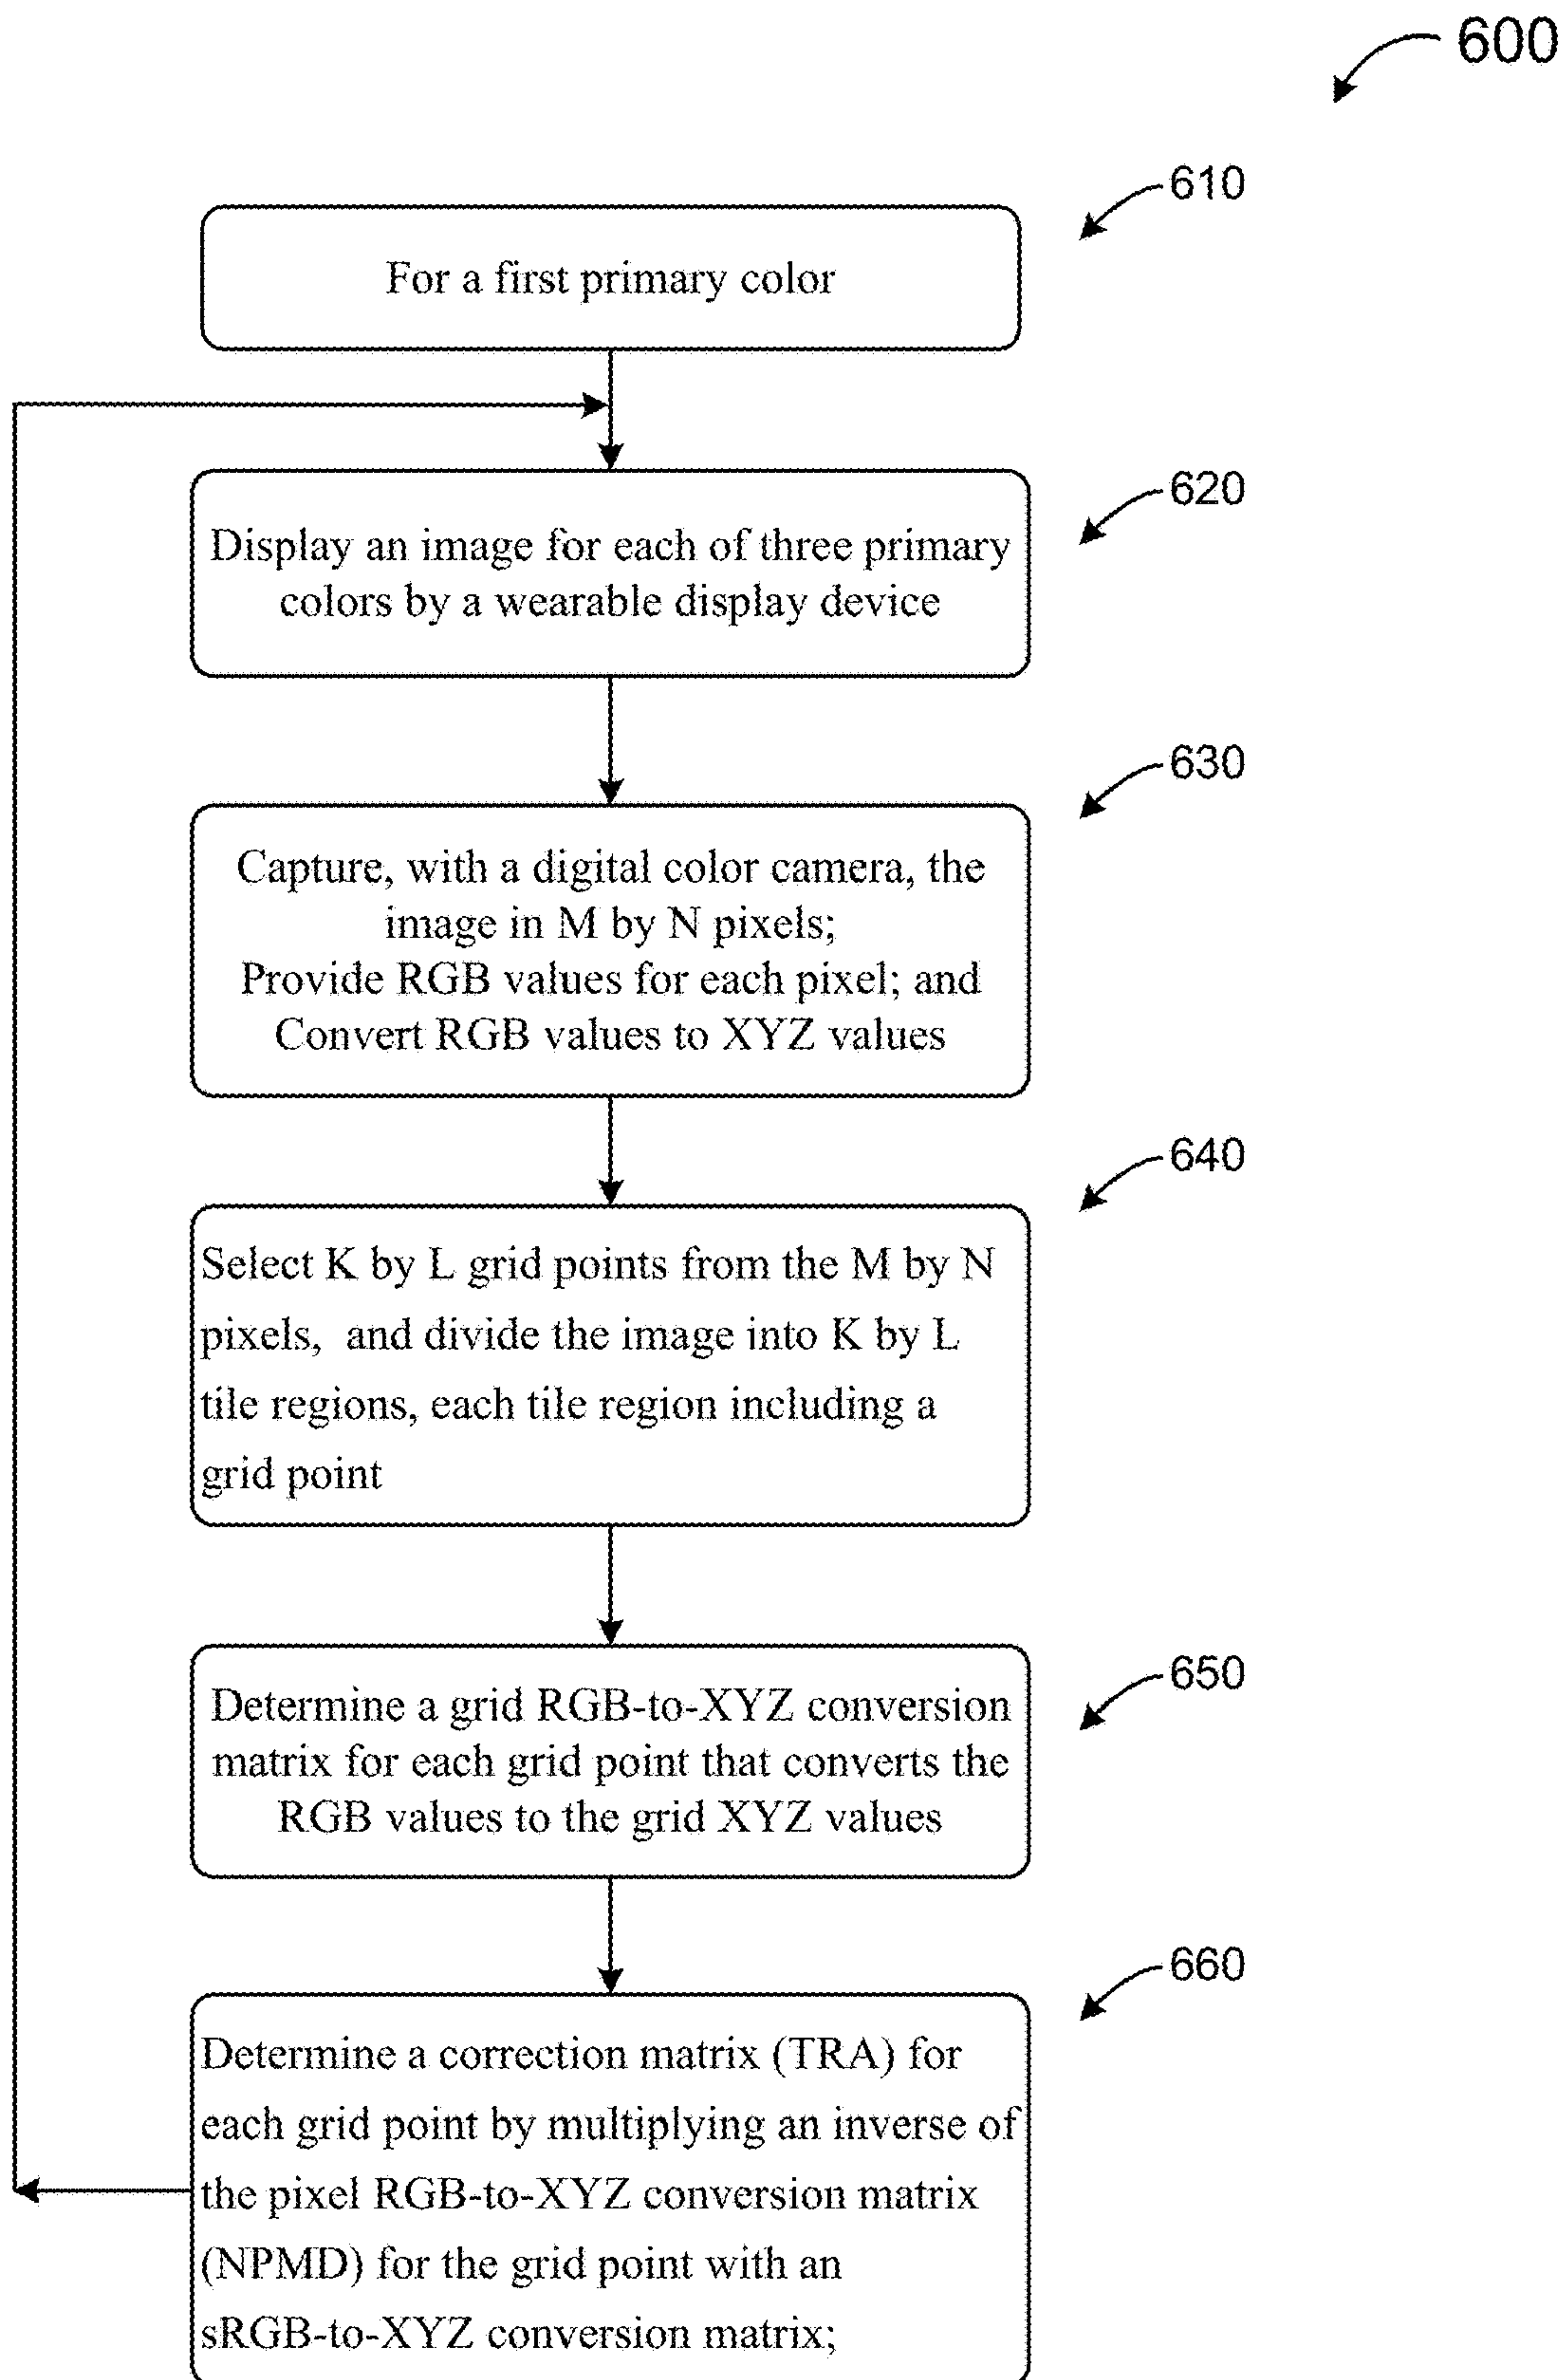 600
610
For a first primary color
620
Display an image for each of three primary
colors by a wearable display device
630
Capture, with a digital color camera, the
image in M by N pixels;
Provide RGB values for each pixel; and
Convert RGB values to XYZ values
640
Select K by L grid points from the M by N
pixels, and divide the image into K by L
tile regions, each tile region including a
grid point
650
Determine a grid RGB-to-XYZ conversion
matrix for each grid point that converts the
RGB values to the grid XYZ values
660
Determine a correction matrix (TRA) for
each grid point by multiplying an inverse of
the pixel RGB-to-XYZ conversion matrix
(NPMD) for the grid point with an
sRGB-to-XYZ conversion matrix;